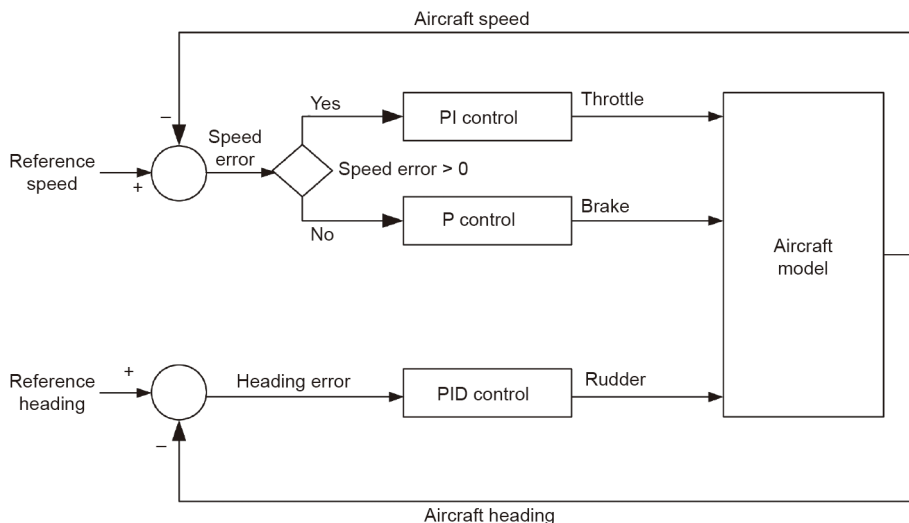 Aircraft speed
–
Yes
PI control
Throttle
Speed
error
Reference
speed
+
Speed error > 0
No
P control
Brake
Aircraft
model
+
Reference
heading
Heading error
PID control
Rudder
–
Aircraft heading